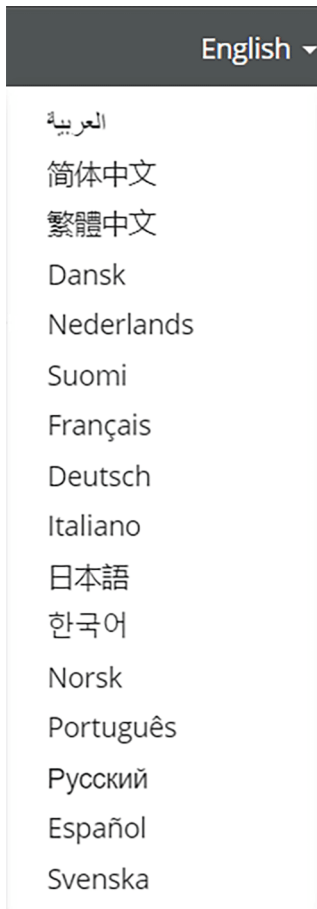 English
العربية
简体中文
繁體中文
Dansk
Nederlands
Suomi
Français
Deutsch
Italiano
日本語
한국어
Norsk
Português
Русский
Español
Svenska